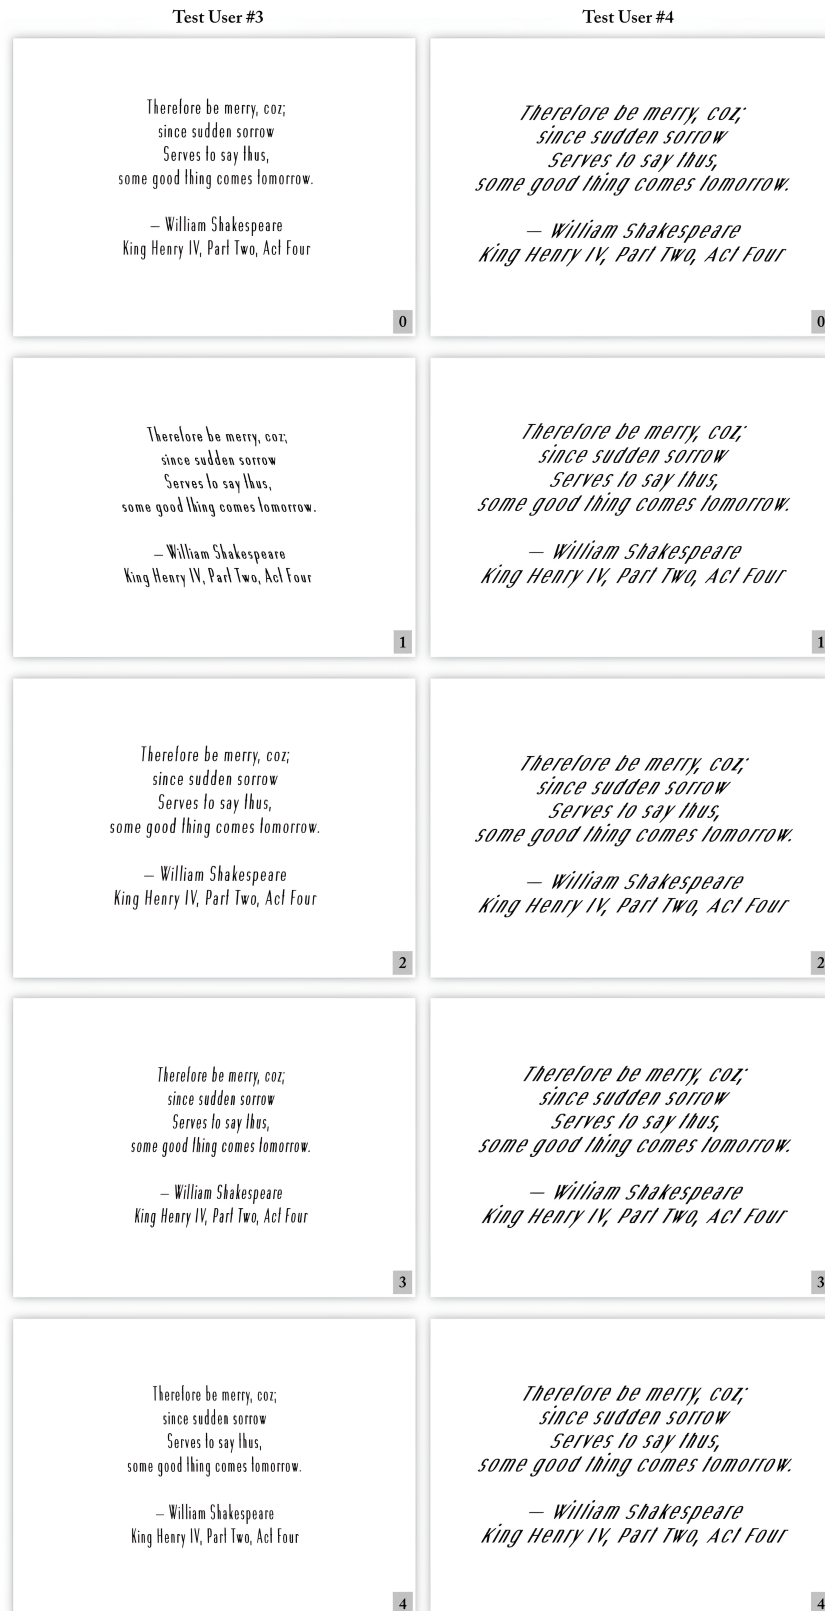 Test User #3
Test User #4
Therefore be merry, coz;
since sudden sorrow
Serves to say thus,
some good thing comes tomorrow.
– William Shakespeare
King Henry IV, Part Two, Act Four
0
Therefore be merry, coz;
since sudden sorrow
Serves to say thus,
some good thing comes tomorrow.
– William Shakespeare
King Henry IV, Part Two, Act Four
0
Therefore be merry, coz;
since sudden sorrow
Serves to say thus,
some good thing comes tomorrow.
– William Shakespeare
King Henry IV, Part Two, Act Four
1
Therefore be merry, coz;
since sudden sorrow
Serves to say thus,
some good thing comes tomorrow.
– William Shakespeare
King Henry IV, Part Two, Act Four
1
Therefore be merry, coz;
since sudden sorrow
Serves to say thus,
some good thing comes tomorrow.
– William Shakespeare
King Henry IV, Part Two, Act Four
2
Therefore be merry, coz;
since sudden sorrow
Serves to say thus,
some good thing comes tomorrow.
– William Shakespeare
King Henry IV, Part Two, Act Four
2
Therefore be merry, coz;
since sudden sorrow
Serves to say thus,
some good thing comes tomorrow.
– William Shakespeare
King Henry IV, Part Two, Act Four
3
Therefore be merry, coz;
since sudden sorrow
Serves to say thus,
some good thing comes tomorrow.
– William Shakespeare
King Henry IV, Part Two, Act Four
3
Therefore be merry, coz;
since sudden sorrow
Serves to say thus,
some good thing comes tomorrow.
– William Shakespeare
King Henry IV, Part Two, Act Four
4
Therefore be merry, coz;
since sudden sorrow
Serves to say thus,
some good thing comes tomorrow.
– William Shakespeare
King Henry IV, Part Two, Act Four
4